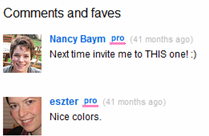 Comments and faves
Nancy Baym pro (41 months ago)
Next time invite me to THIS one! :)
eszter pro (41 months ago)
Nice colors.